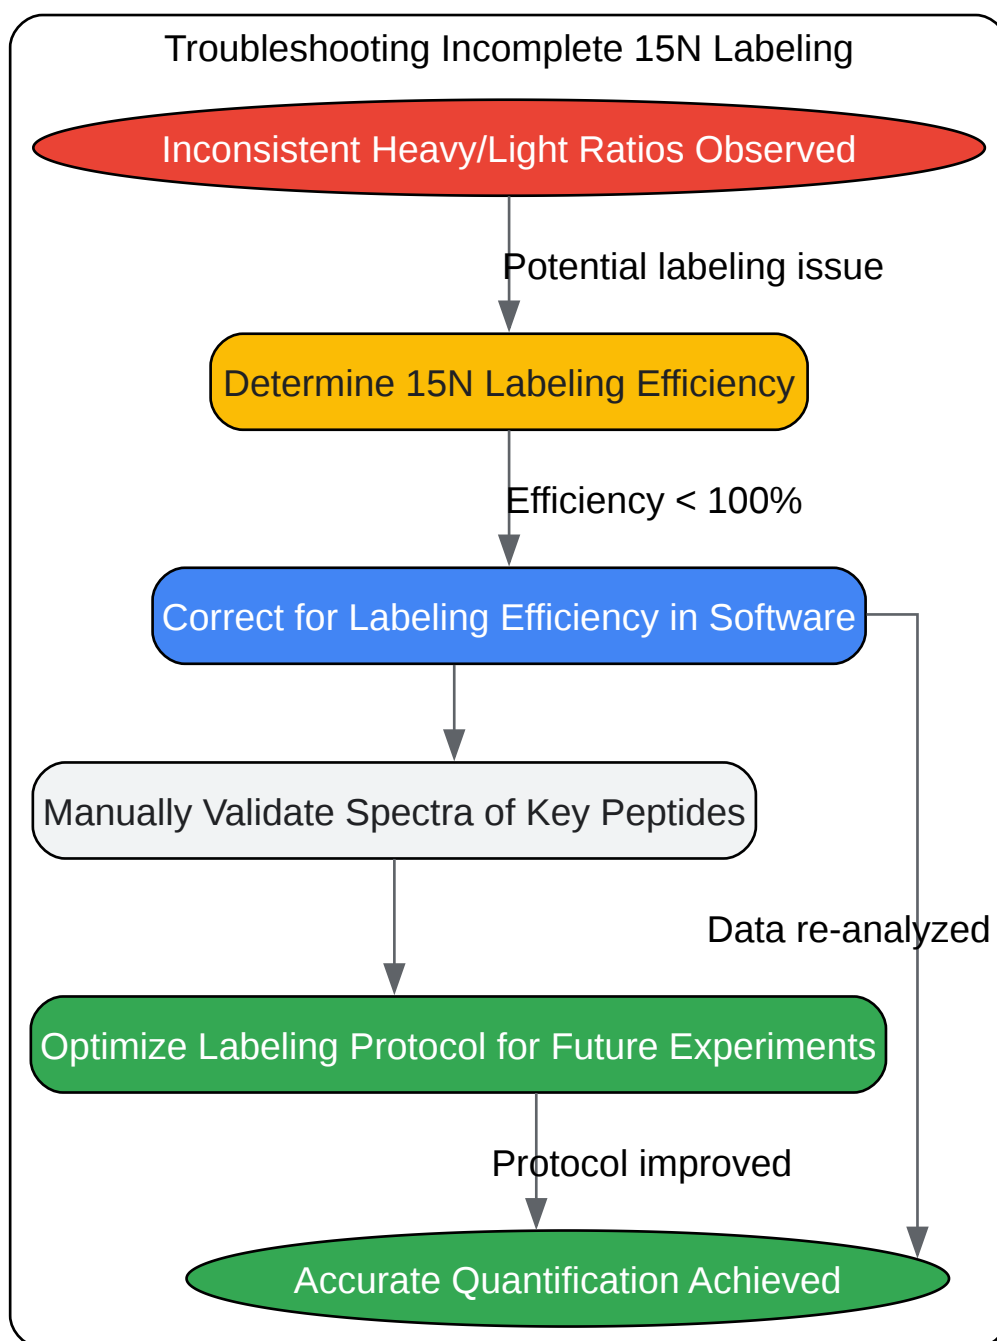 Troubleshooting Incomplete 15N Labeling
Inconsistent Heavy/Light Ratios Observed
Potential labeling issue
Determine 15N Labeling Efficiency
Efficiency < 100%
Correct for Labeling Efficiency in Software
Manually Validate Spectra of Key Peptides
Data re-analyzed
Optimize Labeling Protocol for Future Experiments
Protocol improved
Accurate Quantification Achieved